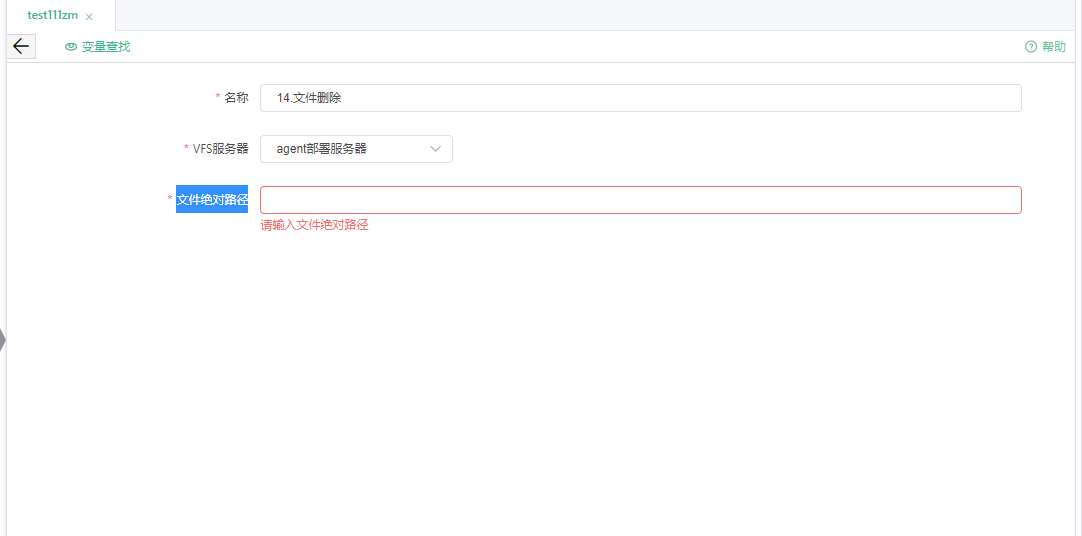 test111zm
变量查找
帮助
* 名称 14.文件删除
* VFS服务器 agent部署服务器
* 文件绝对路径
请输入文件绝对路径